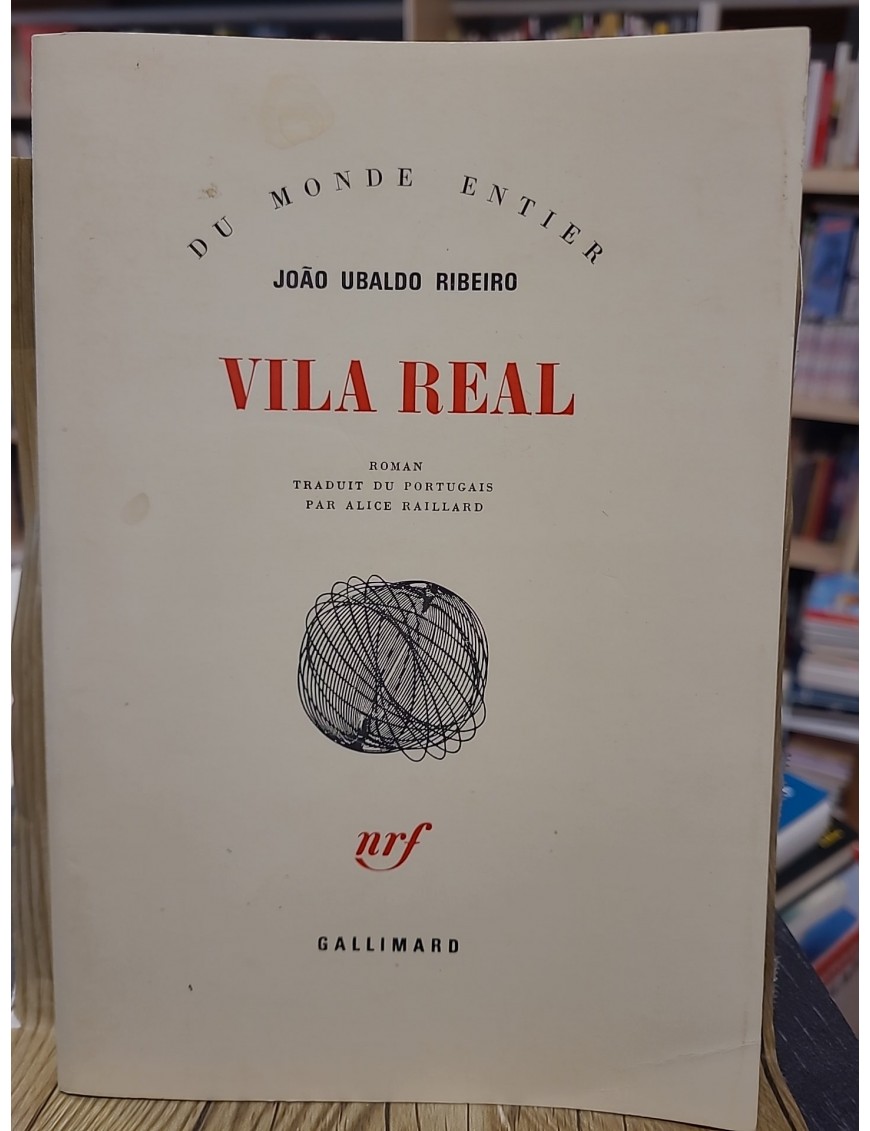 DU MONDE ENTIER
JOÃO UBALDO RIBEIRO
VILA REAL
ROMAN
TRADUIT DU PORTUGAIS
PAR ALICE RAILLARD
nrf
GALLIMARD